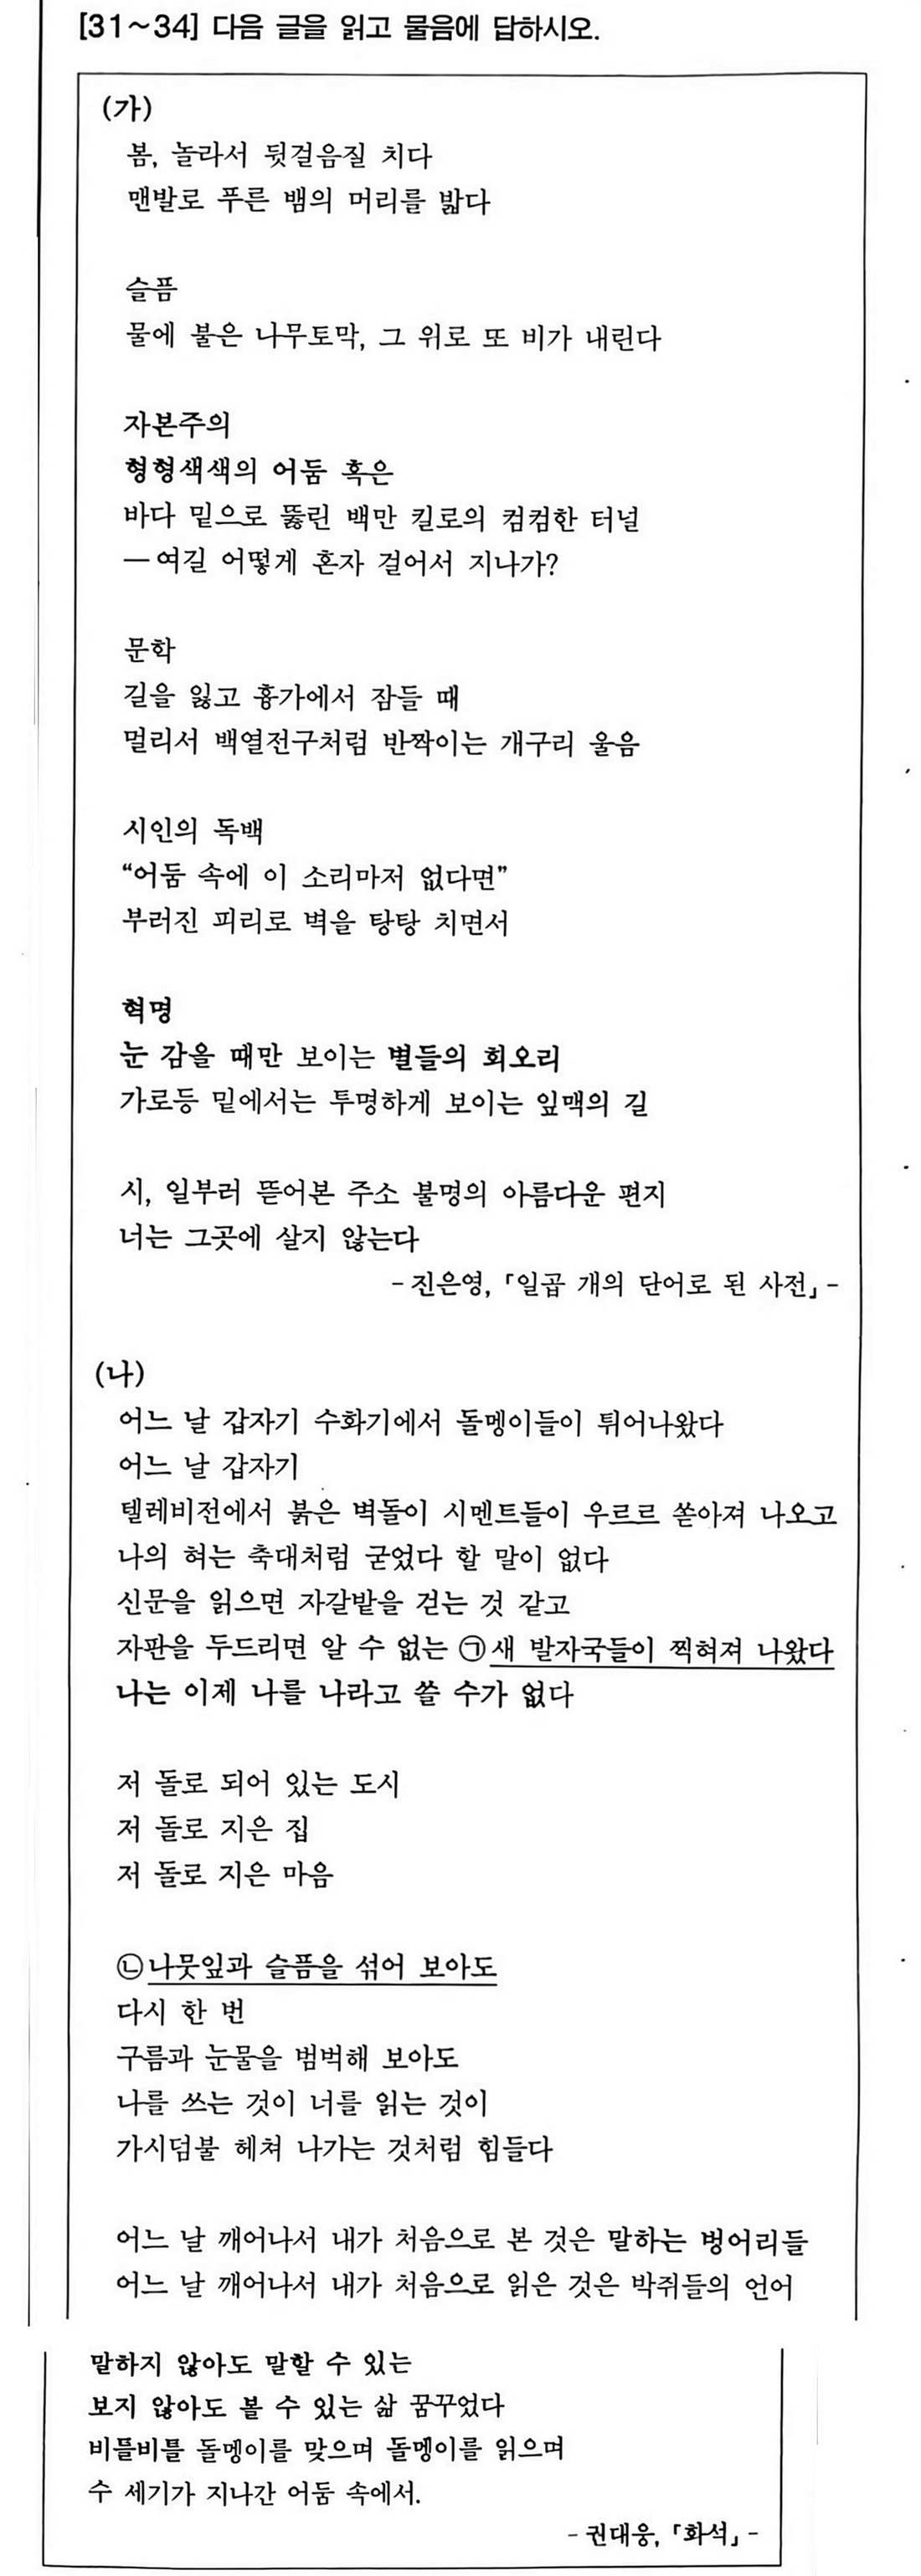 [31~34] 다음 글을 읽고 물음에 답하시오.
(가)
봄, 놀라서 뒷걸음질 치다
맨발로 푸른 뱀의 머리를 밟다
슬픔
물에 불은 나무토막, 그 위로 또 비가 내린다
자본주의
형형색색의 어둠 혹은
바다 밑으로 뚫린 백만 킬로의 컴컴한 터널
―여길 어떻게 혼자 걸어서 지나가?
문학
길을 잃고 흉가에서 잠들 때
멀리서 백열전구처럼 반짝이는 개구리 울음
시인의 독백
“어둠 속에 이 소리마저 없다면”
부러진 피리로 벽을 탕탕 치면서
혁명
눈 감을 때만 보이는 별들의 회오리
가로등 밑에서는 투명하게 보이는 잎맥의 길
시, 일부러 뜯어본 주소 불명의 아름다운 편지
너는 그곳에 살지 않는다
- 진은영, 「일곱 개의 단어로 된 사전」 -
(나)
어느 날 갑자기 수화기에서 돌멩이들이 튀어나왔다
어느 날 갑자기
텔레비전에서 붉은 벽돌이 시멘트들이 우르르 쏟아져 나오고
나의 혀는 축대처럼 굳었다 할 말이 없다
신문을 읽으면 자갈밭을 걷는 것 같고
자판을 두드리면 알 수 없는 ㉠새 발자국들이 찍혀져 나왔다
나는 이제 나를 나라고 쓸 수가 없다
저 돌로 되어 있는 도시
저 돌로 지은 집
저 돌로 지은 마음
㉡나뭇잎과 슬픔을 섞어 보아도
다시 한 번
구름과 눈물을 범벅해 보아도
나를 쓰는 것이 너를 읽는 것이
가시덤불 헤쳐 나가는 것처럼 힘들다
어느 날 깨어나서 내가 처음으로 본 것은 말하는 벙어리들
어느 날 깨어나서 내가 처음으로 읽은 것은 박쥐들의 언어
말하지 않아도 말할 수 있는
보지 않아도 볼 수 있는 삶 꿈꾸었다
비틀비틀 돌멩이를 맞으며 돌멩이를 읽으며
수 세기가 지나간 어둠 속에서.
- 권대웅, 「화석」 -